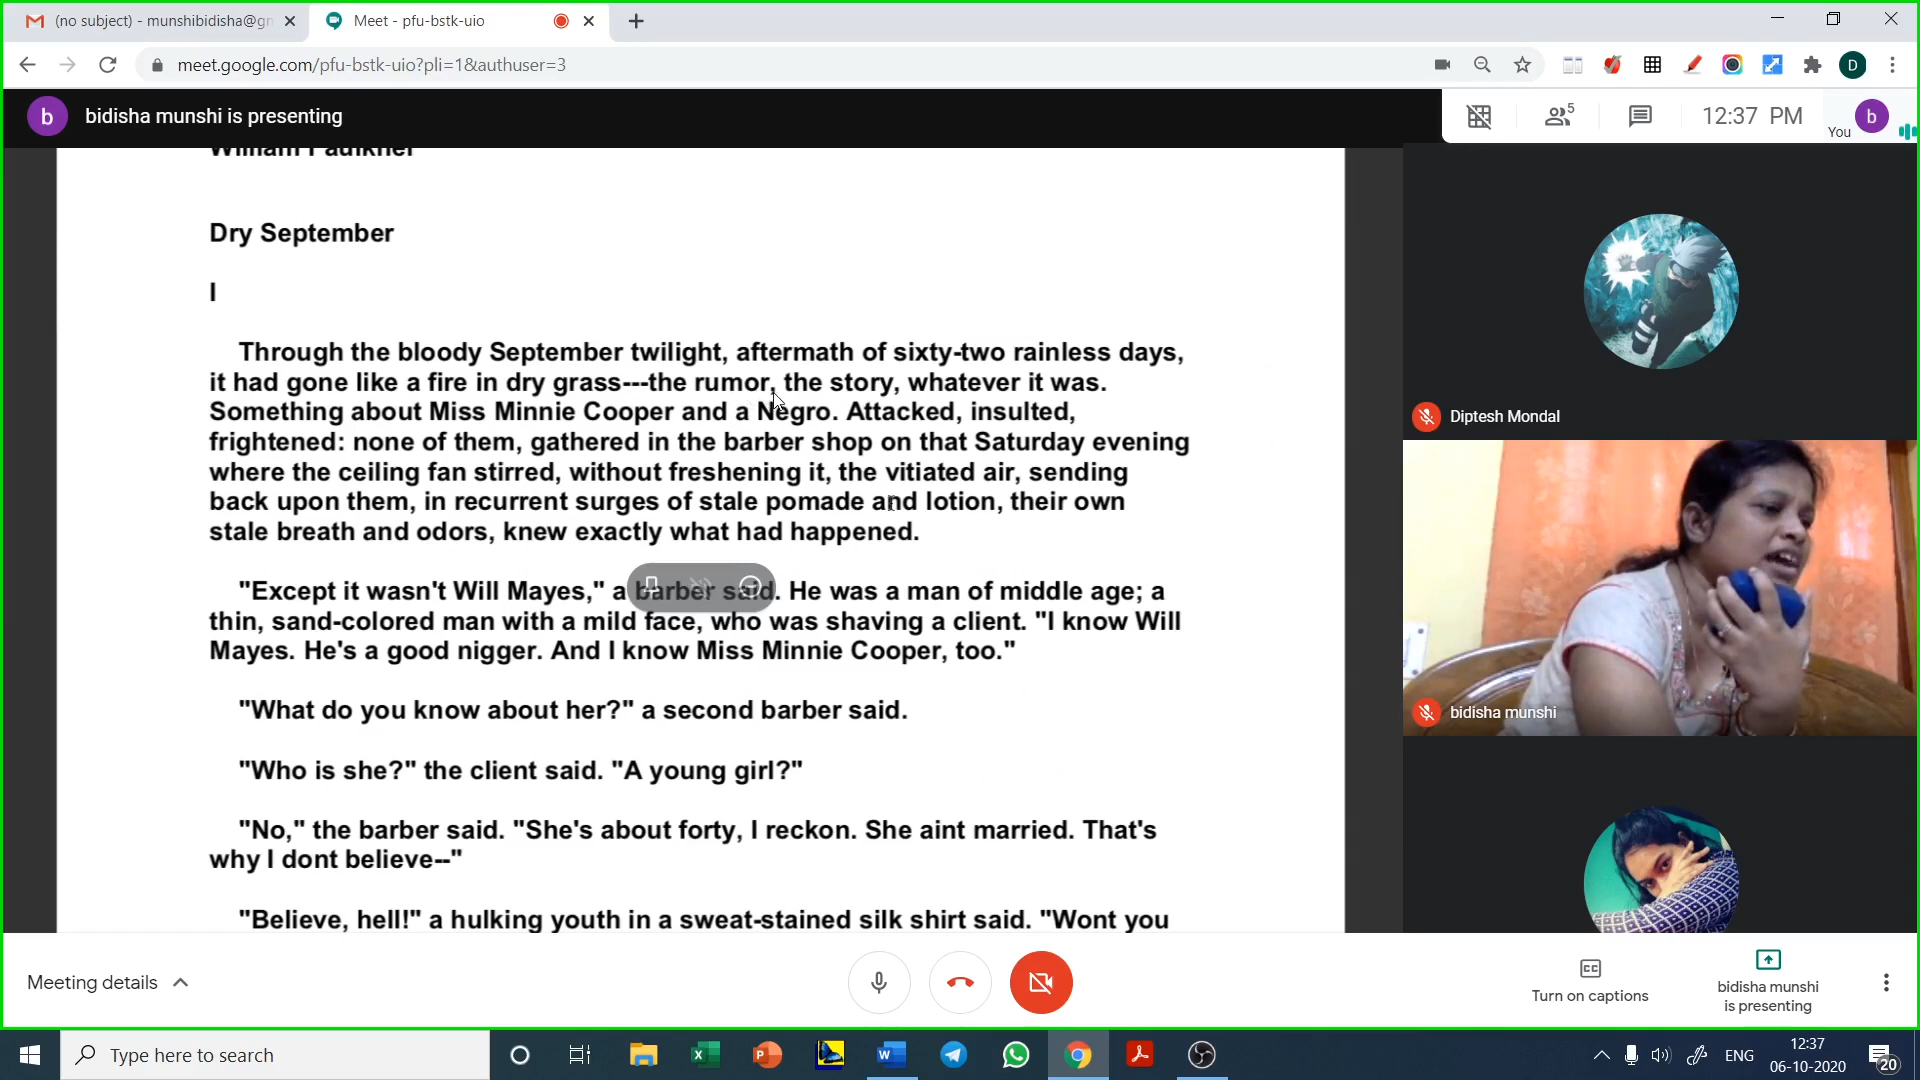 (no subject) - munshibidisha@gm
Meet - pfu-bstk-uio
meet.google.com/pfu-bstk-uio?pli=1&authuser=3
D
b
bidisha munshi is presenting
5
12:37 PM
You
b
William Faulkner
Dry September
I
Through the bloody September twilight, aftermath of sixty-two rainless days,
it had gone like a fire in dry grass---the rumor, the story, whatever it was.
Something about Miss Minnie Cooper and a Negro. Attacked, insulted,
frightened: none of them, gathered in the barber shop on that Saturday evening
where the ceiling fan stirred, without freshening it, the vitiated air, sending
back upon them, in recurrent surges of stale pomade and lotion, their own
stale breath and odors, knew exactly what had happened.
"Except it wasn't Will Mayes," a barber said. He was a man of middle age; a
thin, sand-colored man with a mild face, who was shaving a client. "I know Will
Mayes. He's a good nigger. And I know Miss Minnie Cooper, too."
"What do you know about her?" a second barber said.
"Who is she?" the client said. "A young girl?"
"No," the barber said. "She's about forty, I reckon. She aint married. That's
why I dont believe--"
"Believe, hell!" a hulking youth in a sweat-stained silk shirt said. "Wont you
Diptesh Mondal
bidisha munshi
Meeting details
CC
Turn on captions
bidisha munshi
is presenting
Type here to search
ENG
12:37
06-10-2020
20